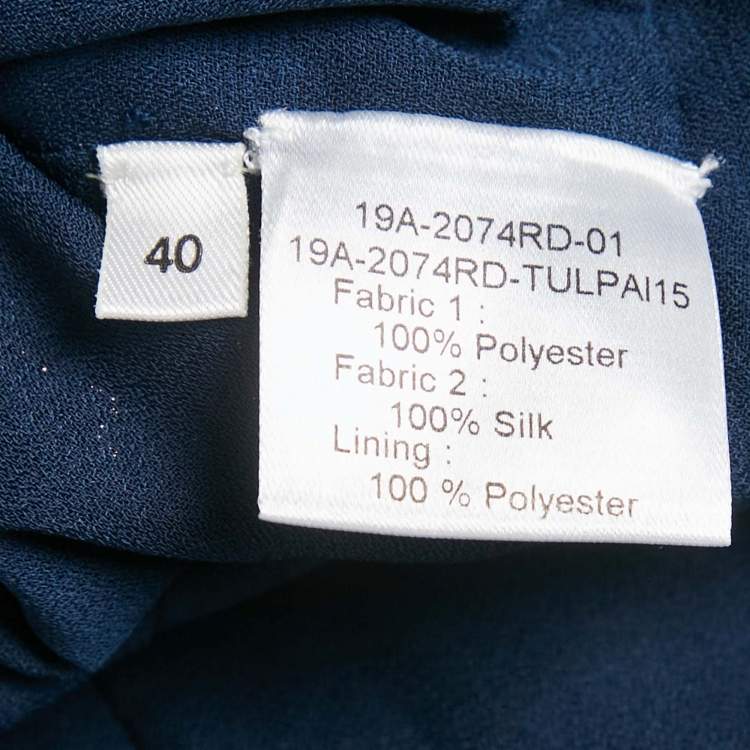 40
19A-2074RD-01
19A-2074RD-TULPAI15
Fabric 1 :
100% Polyester
Fabric 2 :
100% Silk
Lining :
100 % Polyester